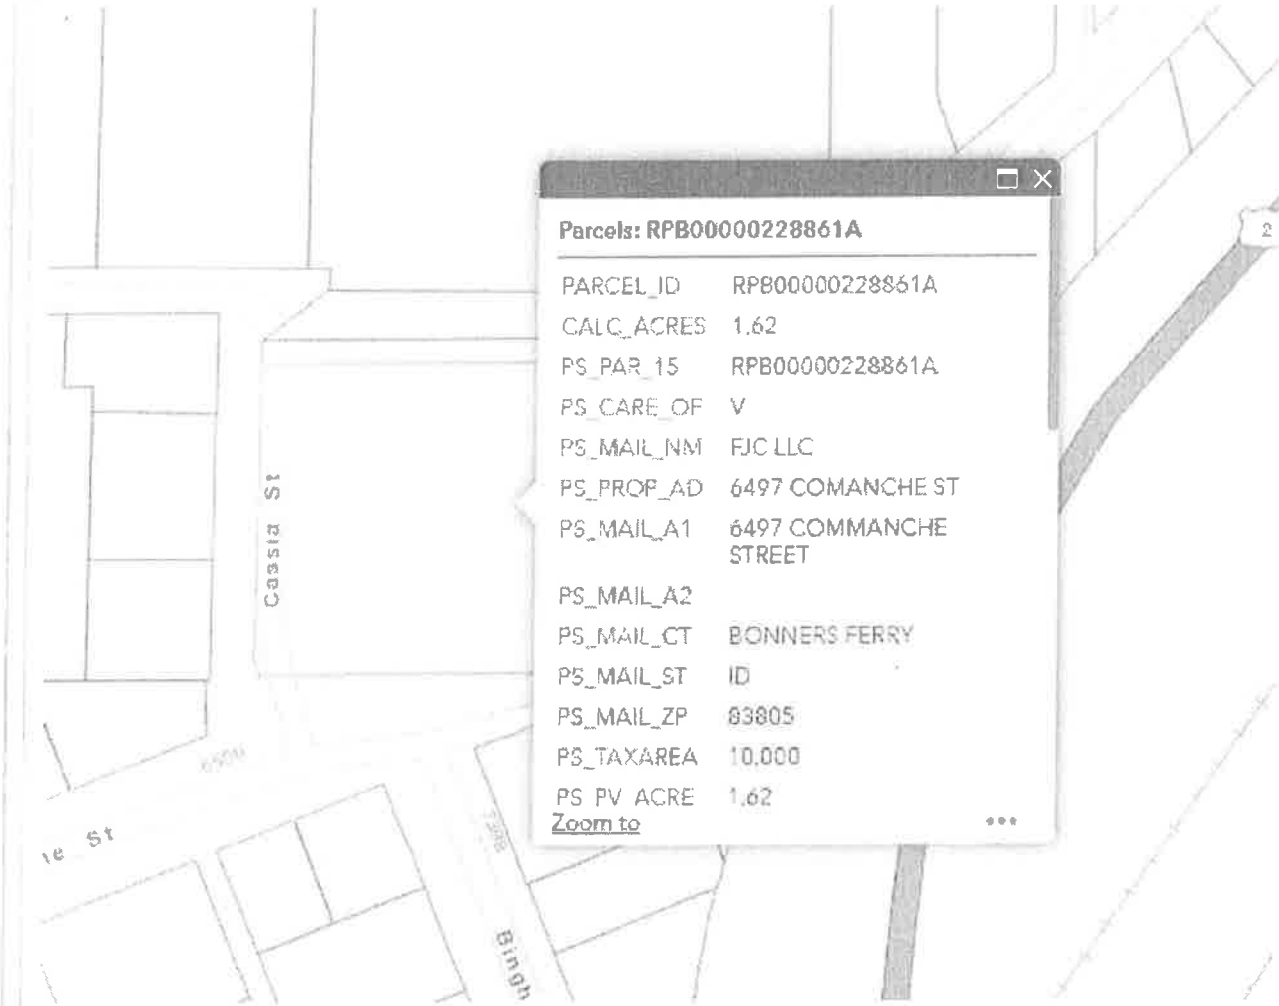 Parcels: RPB00000228861A
PARCEL_ID RPB00000228861A
CALC_ACRES 1.62
PS_PAR_15 RPB00000228861A
PS_CARE_OF V
PS_MAIL_NM FJC LLC
PS_PROP_AD 6497 COMANCHE ST
PS_MAIL_A1 6497 COMMANCHE
STREET
PS_MAIL_A2
PS_MAIL_CT BONNERS FERRY
PS_MAIL_ST ID
PS_MAIL_ZP 83805
PS_TAXAREA 10,000
PS_PV_ACRE 1.62
Zoom to
2
Cassia St
6500
St
Bingh